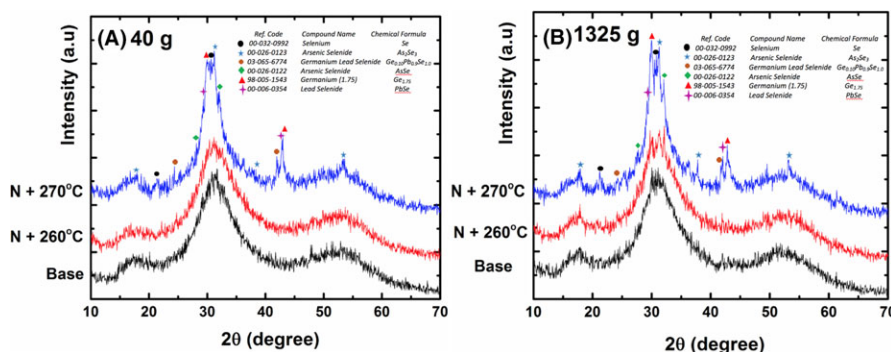 (A) 40 g
Ref. Code Compound Name Chemical Formula
00-032-0992 Selenium Se
00-026-0123 Arsenic Selenide As₂Se₃
03-065-6774 Germanium Lead Selenide Ge₀.₁₀Pb₀.₉Se₁.₀
00-026-0122 Arsenic Selenide AsSe
98-005-1543 Germanium (1.75) Ge₁.₇₅
00-006-0354 Lead Selenide PbSe
Intensity (a.u)
N + 270°C
N + 260°C
Base
10 20 30 40 50 60 70
2θ (degree)
(B) 1325 g
Ref. Code Compound Name Chemical Formula
00-032-0992 Selenium Se
00-026-0123 Arsenic Selenide As₂Se₃
03-065-6774 Germanium Lead Selenide Ge₀.₁₀Pb₀.₉Se₁.₀
00-026-0122 Arsenic Selenide AsSe
98-005-1543 Germanium (1.75) Ge₁.₇₅
00-006-0354 Lead Selenide PbSe
Intensity (a.u)
N + 270°C
N + 260°C
Base
10 20 30 40 50 60 70
2θ (degree)